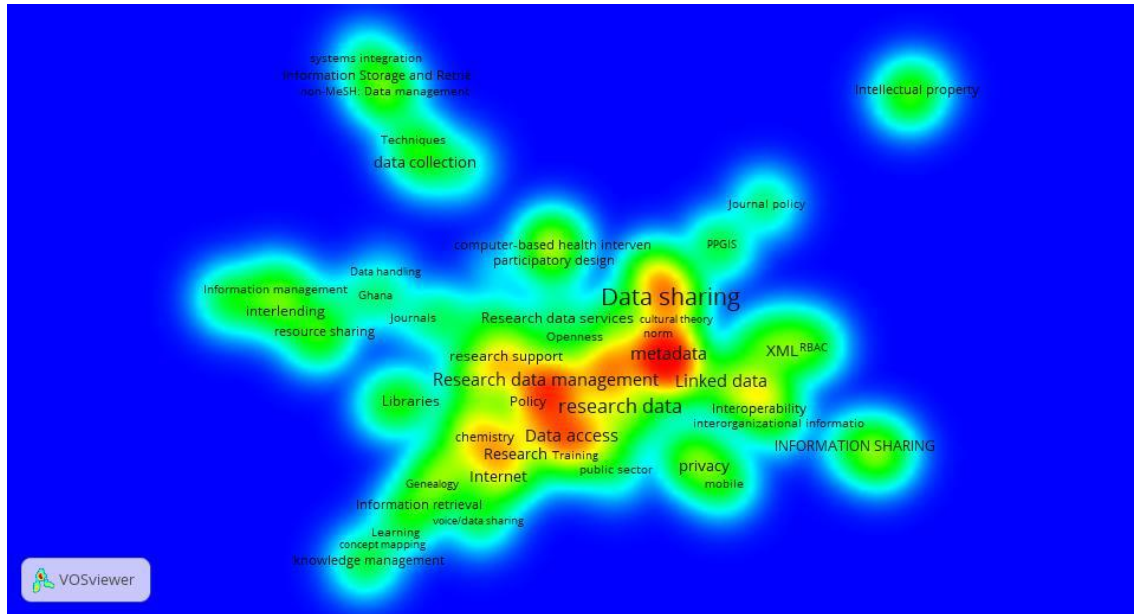 systems integration
Information Storage and Retrie
non-MeSH: Data management
Intellectual property
Techniques
data collection
Journal policy
computer-based health interven
PPGIS
participatory design
Data handling
Information management
Ghana
Data sharing
interlending
Journals
Research data services
cultural theory
resource sharing
Openness
norm
research support
metadata
XML
RBAC
Research data management
Linked data
Libraries
Policy
research data
interoperability
interorganizational informatio
chemistry
Data access
INFORMATION SHARING
Research
Training
public sector
privacy
Internet
Genealogy
mobile
Information retrieval
voice/data sharing
Learning
concept mapping
knowledge management
VOSviewer